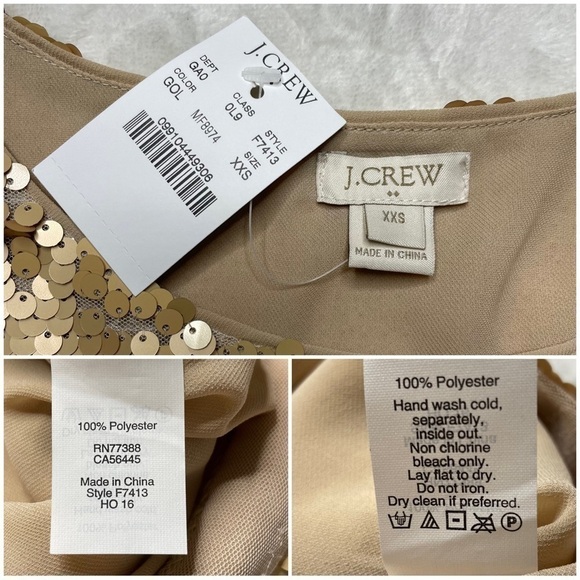 J.CREW
DEPT CLASS STYLE
GA0 0L9 F7413
COLOR SIZE
GOL XXS
MF8974
099104449308
J.CREW
XXS
MADE IN CHINA
100% Polyester
RN77388
CA56445
Made in China
Style F7413
HO 16
100% Polyester
Hand wash cold,
separately,
inside out.
Non chlorine
bleach only.
Lay flat to dry.
Do not iron.
Dry clean if preferred.
P